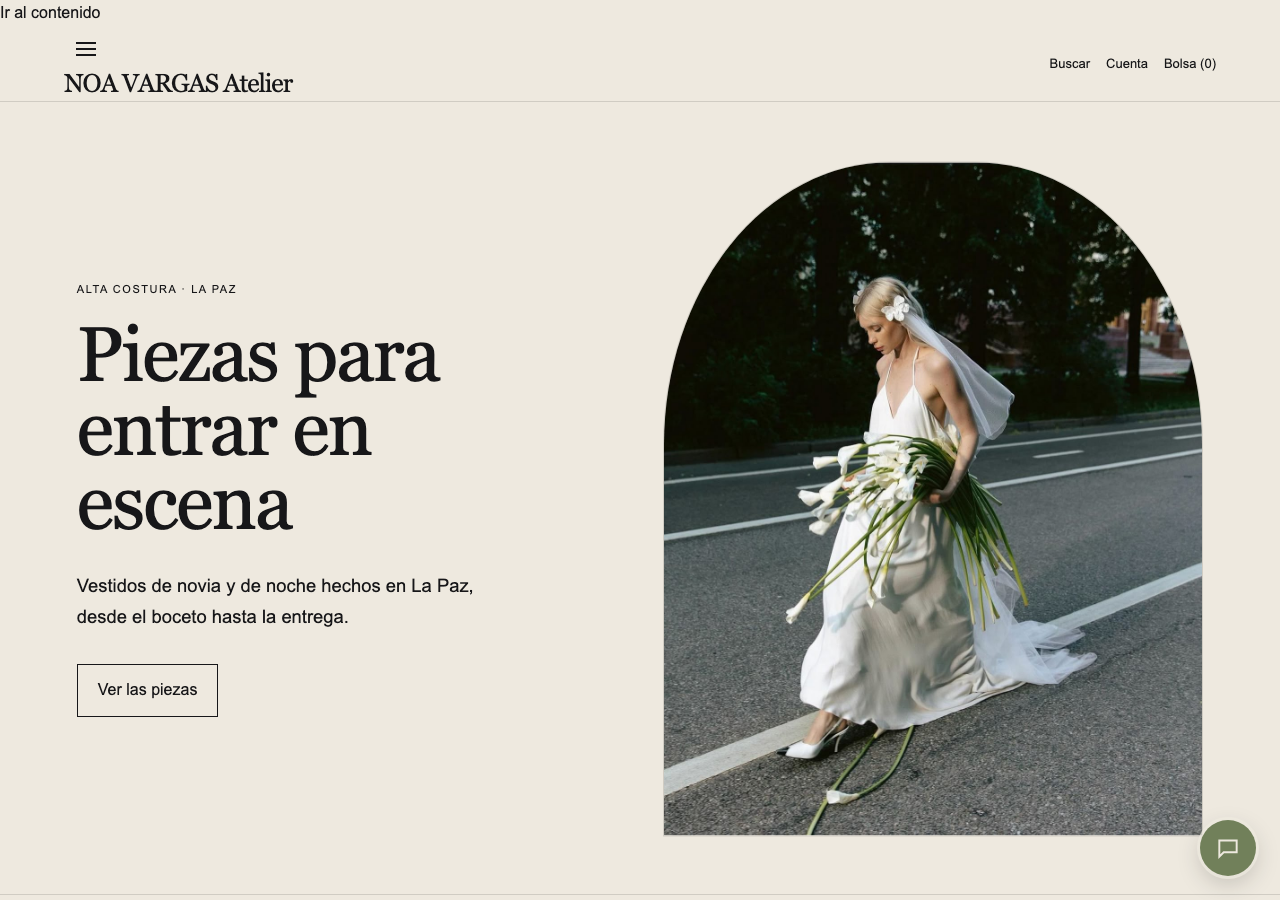 Ir al contenido
NOA VARGAS Atelier
Buscar Cuenta Bolsa (0)
ALTA COSTURA · LA PAZ
Piezas para
entrar en
escena
Vestidos de novia y de noche hechos en La Paz,
desde el boceto hasta la entrega.
Ver las piezas